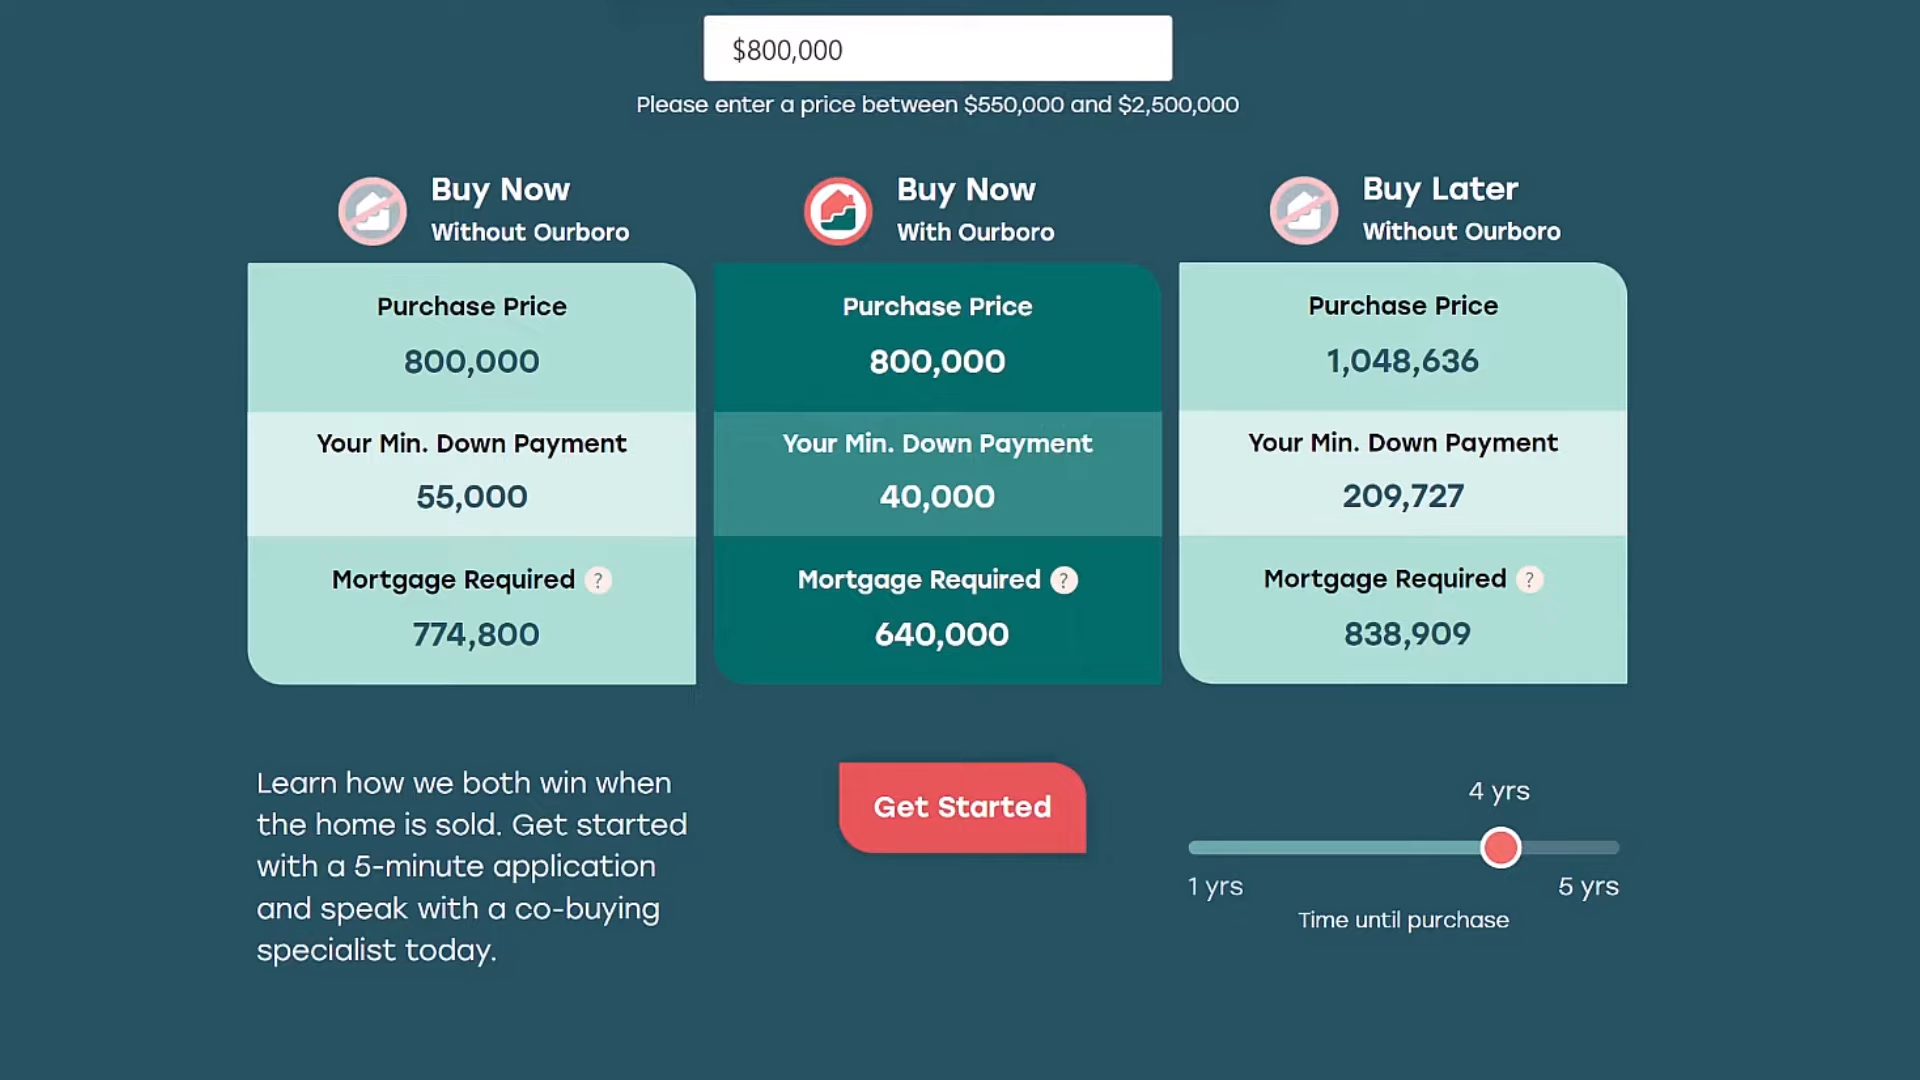 $800,000
Please enter a price between $550,000 and $2,500,000
Buy Now
Without Ourboro
Purchase Price
800,000
Your Min. Down Payment
55,000
Mortgage Required ?
774,800
Buy Now
With Ourboro
Purchase Price
800,000
Your Min. Down Payment
40,000
Mortgage Required ?
640,000
Buy Later
Without Ourboro
Purchase Price
1,048,636
Your Min. Down Payment
209,727
Mortgage Required ?
838,909
Learn how we both win when
the home is sold. Get started
with a 5-minute application
and speak with a co-buying
specialist today.
Get Started
4 yrs
1 yrs
5 yrs
Time until purchase